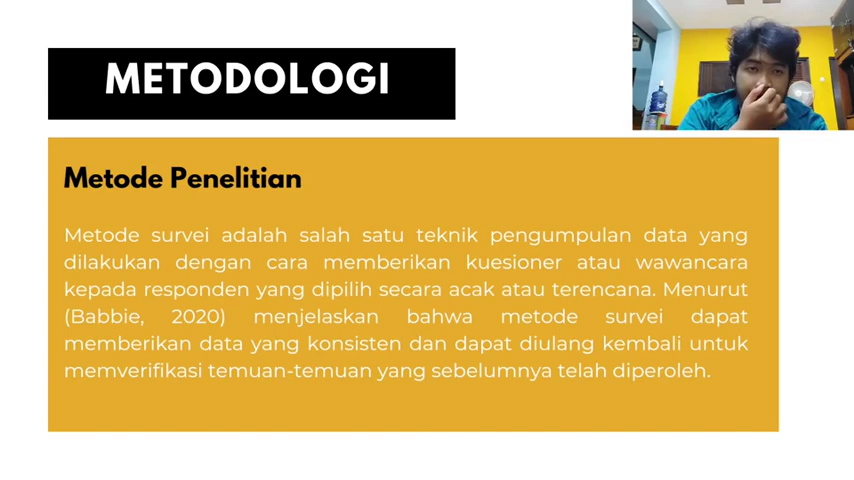 METODOLOGI
Metode Penelitian
Metode survei adalah salah satu teknik pengumpulan data yang
dilakukan dengan cara memberikan kuesioner atau wawancara
kepada responden yang dipilih secara acak atau terencana. Menurut
(Babbie, 2020) menjelaskan bahwa metode survei dapat
memberikan data yang konsisten dan dapat diulang kembali untuk
memverifikasi temuan-temuan yang sebelumnya telah diperoleh.